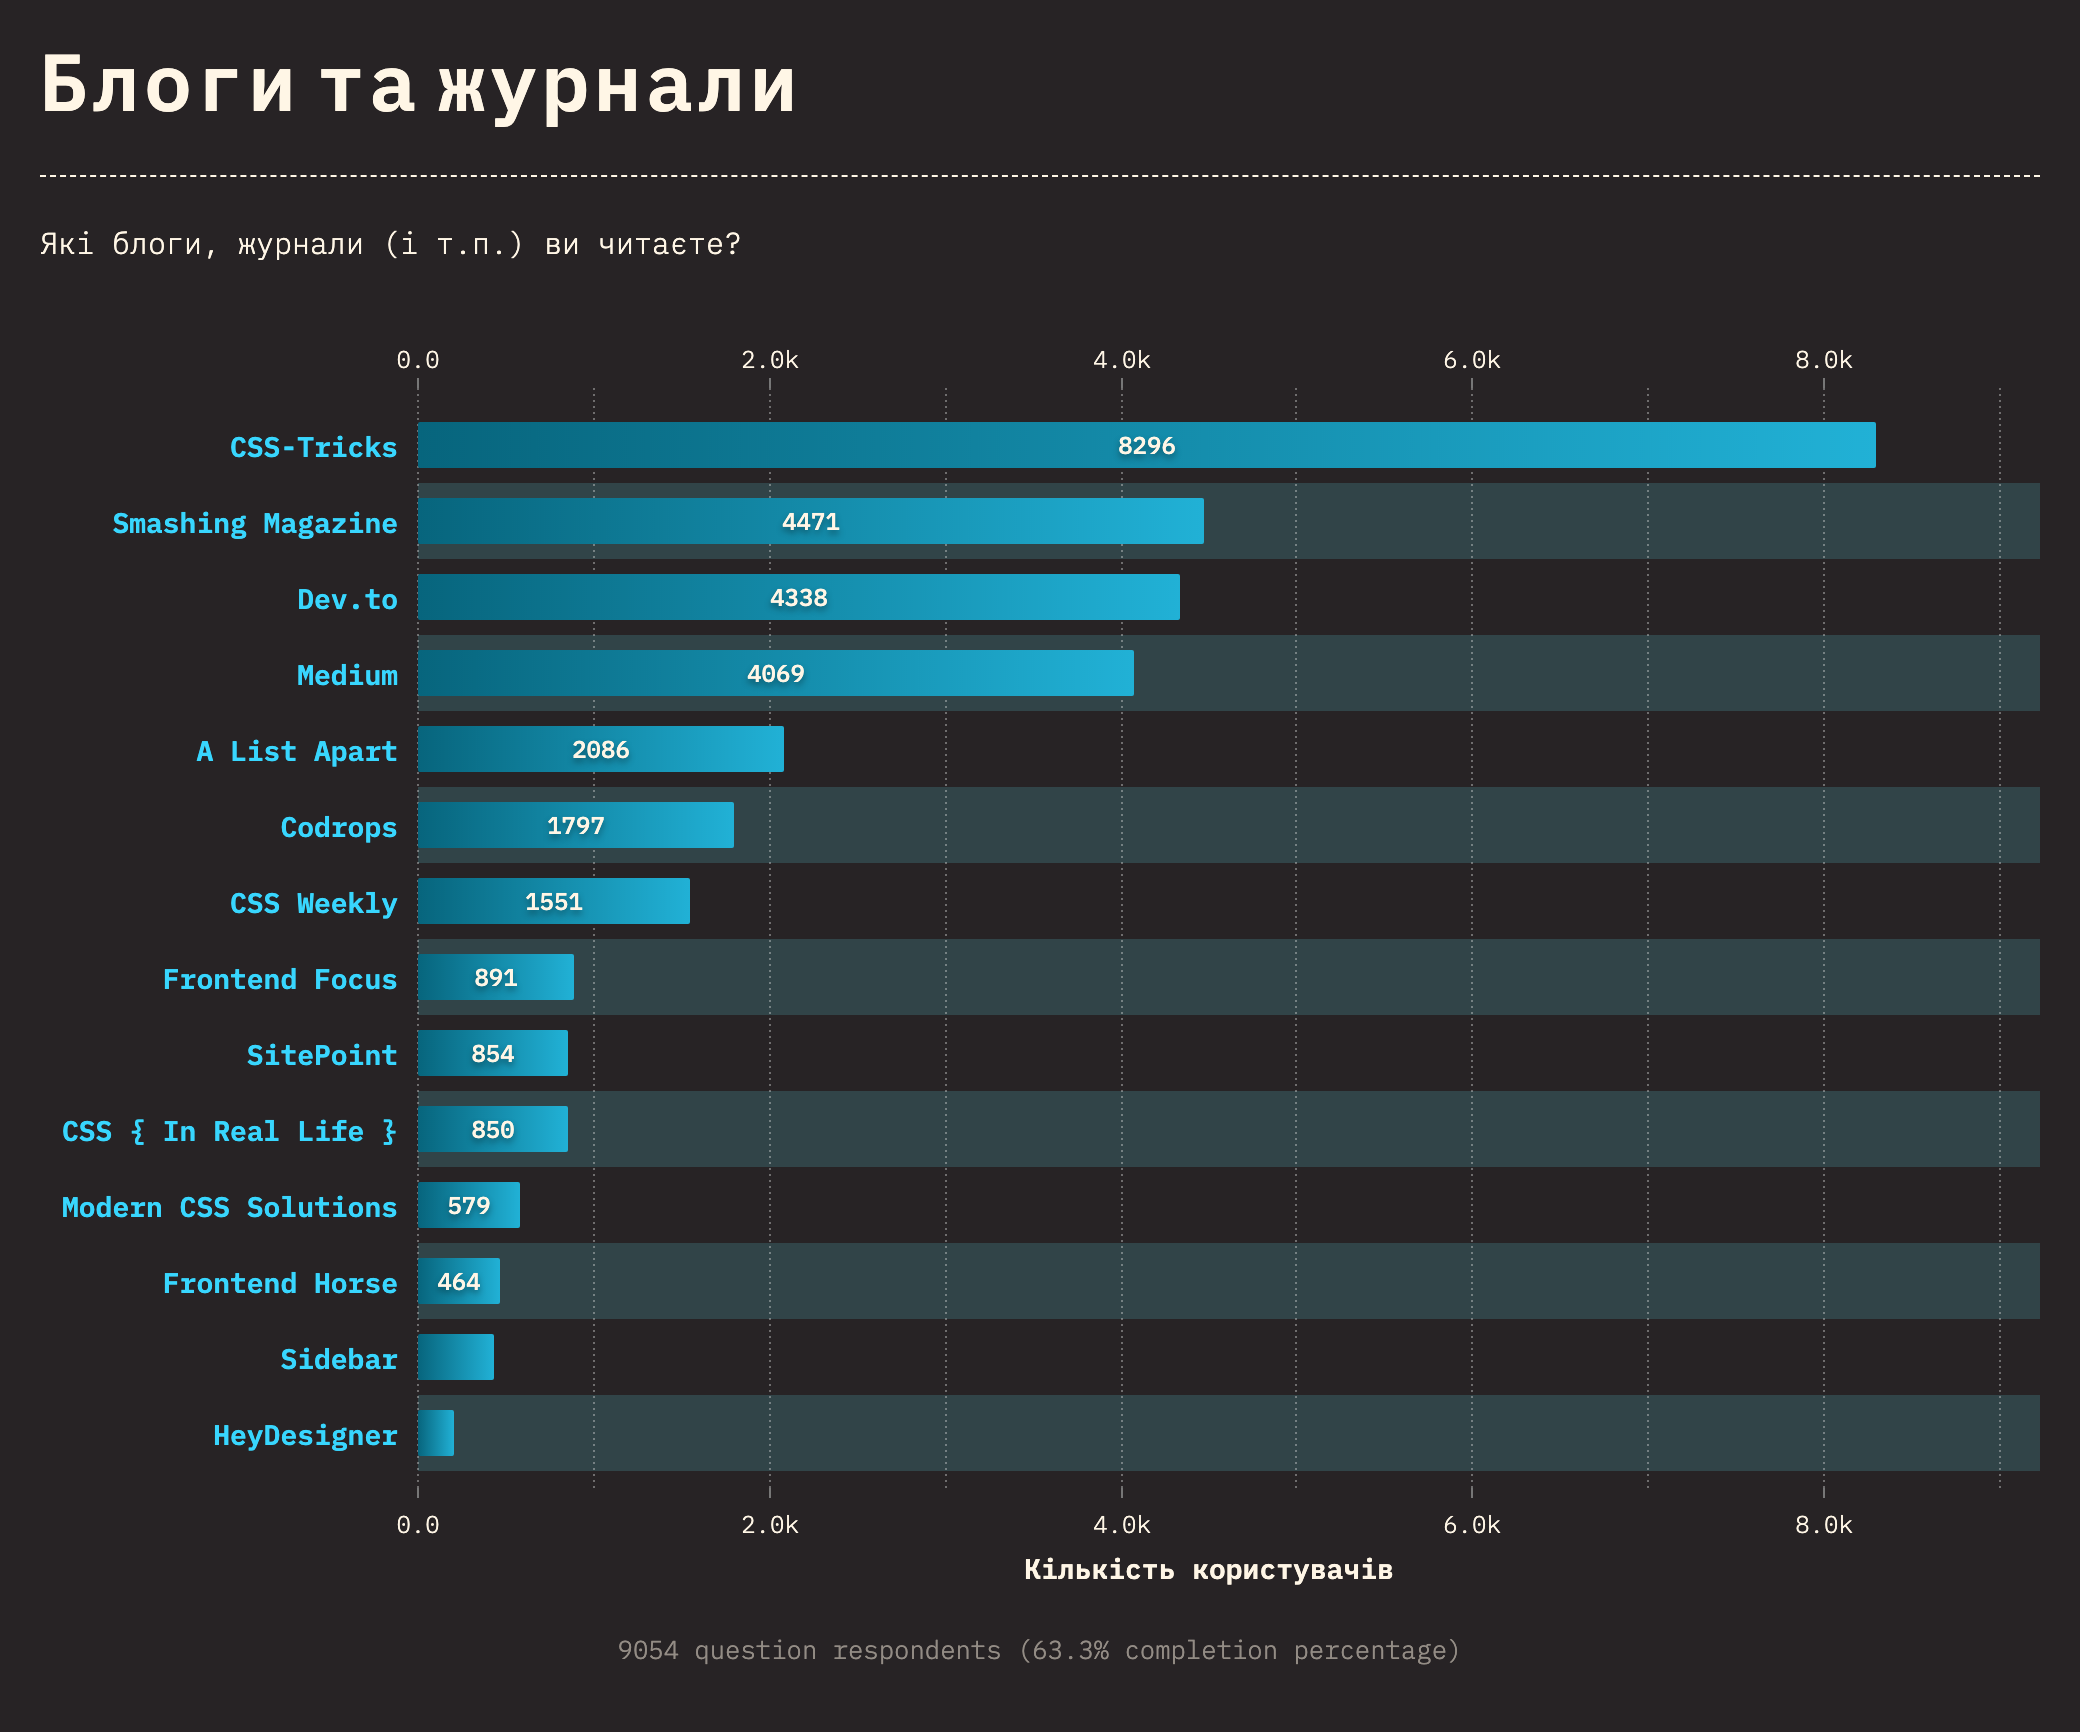 Блоги та журнали
Які блоги, журнали (і т.п.) ви читаєте?
0.0 2.0k 4.0k 6.0k 8.0k
CSS-Tricks 8296
Smashing Magazine 4471
Dev.to 4338
Medium 4069
A List Apart 2086
Codrops 1797
CSS Weekly 1551
Frontend Focus 891
SitePoint 854
CSS { In Real Life } 850
Modern CSS Solutions 579
Frontend Horse 464
Sidebar
HeyDesigner
0.0 2.0k 4.0k 6.0k 8.0k
Кількість користувачів
9054 question respondents (63.3% completion percentage)